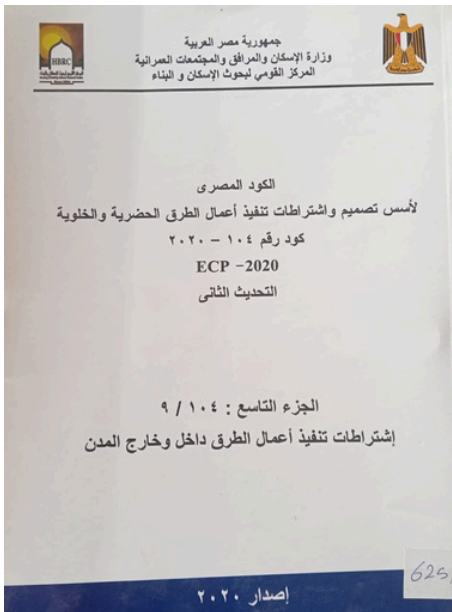 جمهورية مصر العربية
وزارة الإسكان والمرافق والمجتمعات العمرانية
المركز القومي لبحوث الإسكان و البناء
HBRC
الكود المصرى
لأسس تصميم واشتراطات تنفيذ أعمال الطرق الحضرية والخلوية
كود رقم ١٠٤ – ٢٠٢٠
ECP -2020
التحديث الثانى
الجزء التاسع : ١٠٤ / ٩
إشتراطات تنفيذ أعمال الطرق داخل وخارج المدن
625
إصدار ٢٠٢٠